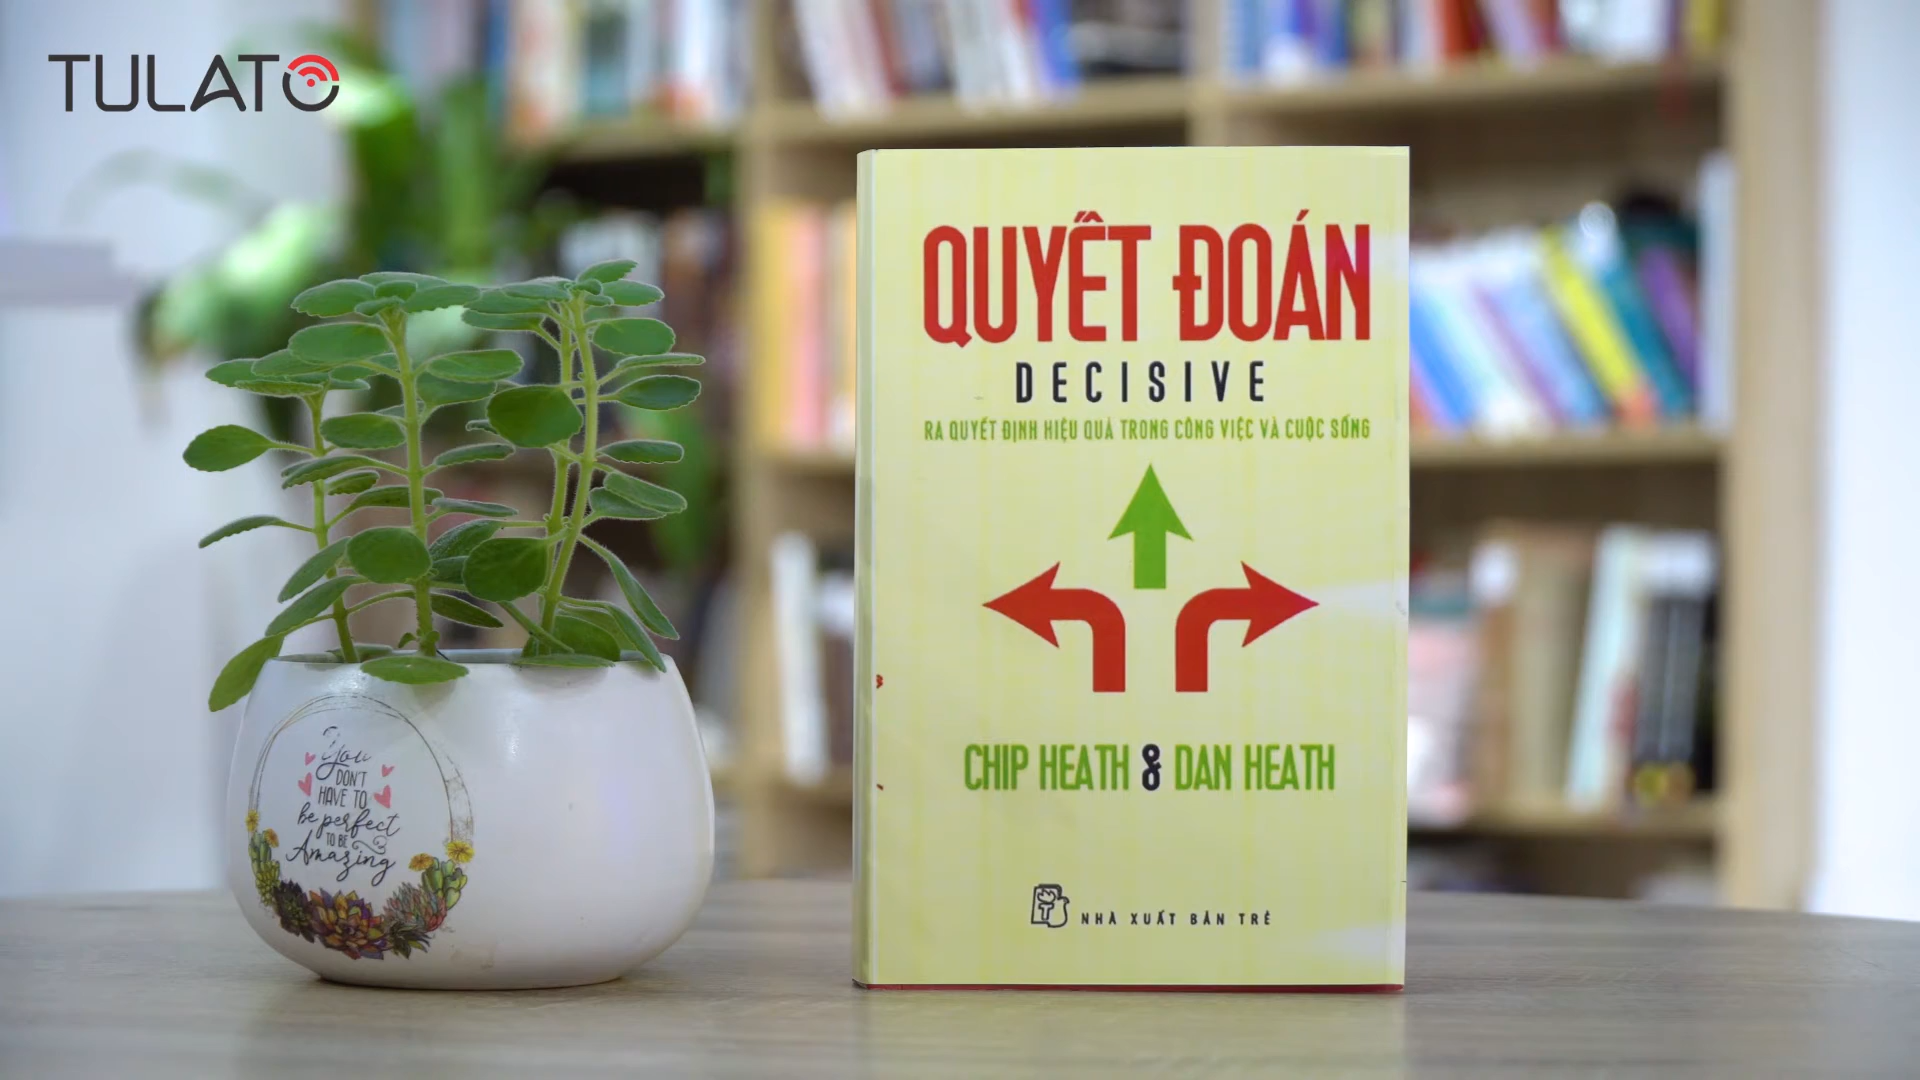 TULATO
QUYẾT ĐOÁN
DECISIVE
RA QUYẾT ĐỊNH HIỆU QUẢ TRONG CÔNG VIỆC VÀ CUỘC SỐNG
CHIP HEATH & DAN HEATH
NHÀ XUẤT BẢN TRẺ
You
DON'T
HAVE TO
be perfect
TO BE
Amazing